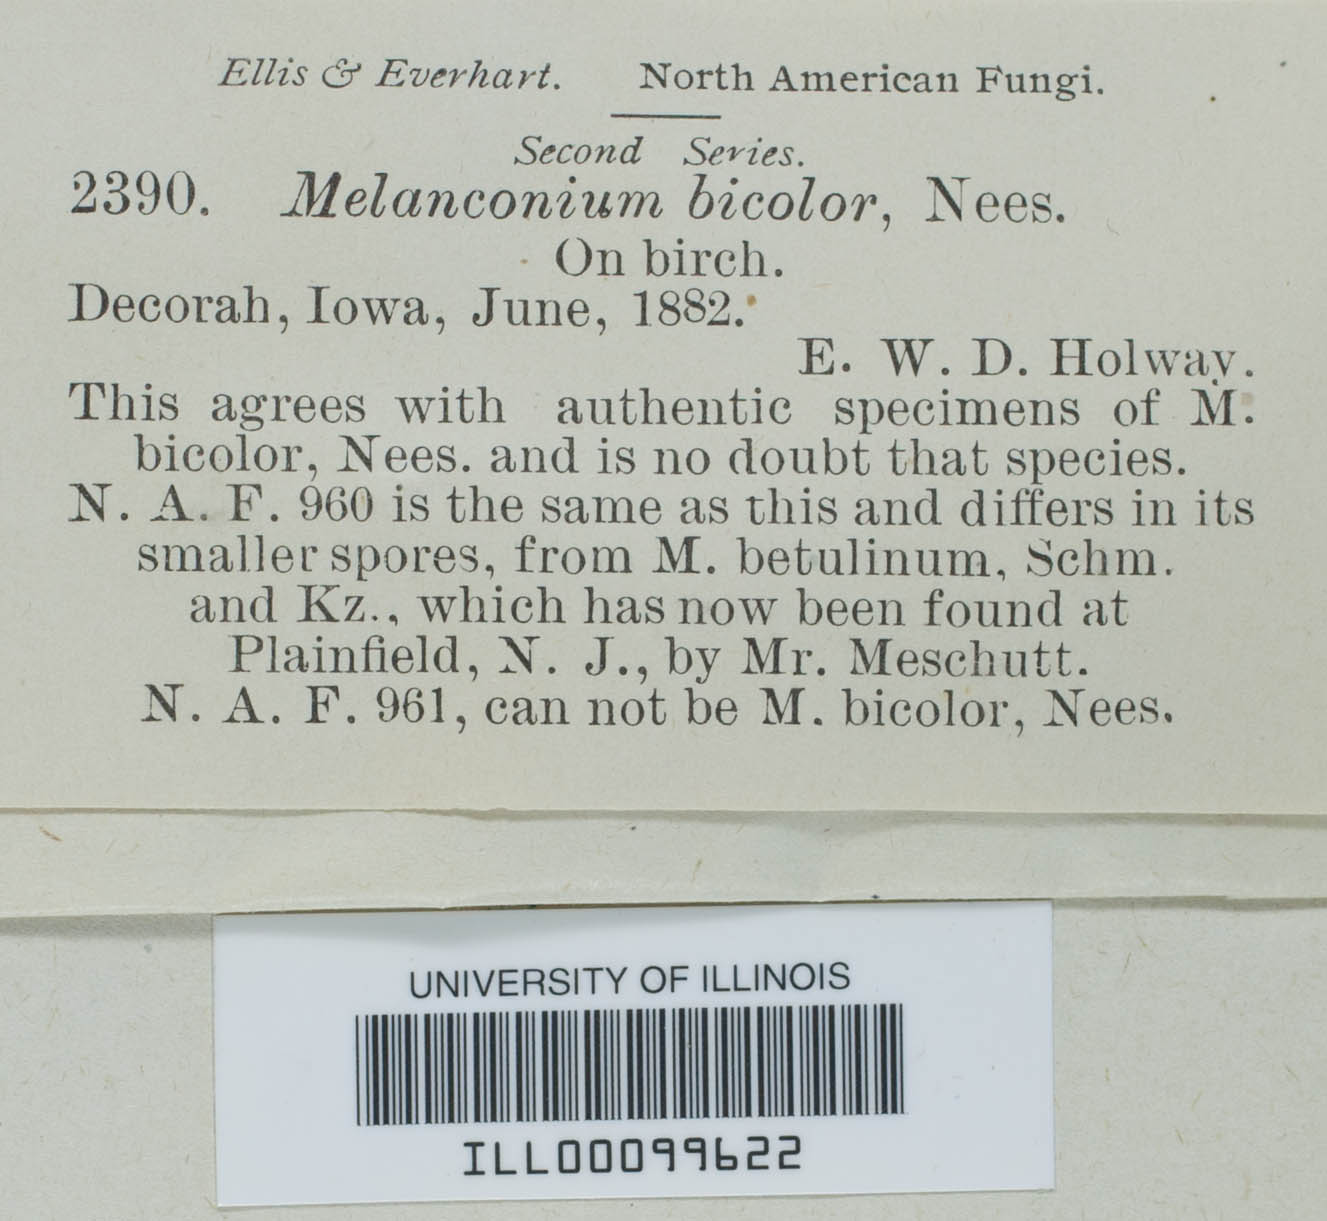 Ellis & Everhart. North American Fungi.
Second Series.
2390. Melanconium bicolor, Nees.
On birch.
Decorah, Iowa, June, 1882.
E. W. D. Holway.
This agrees with authentic specimens of M.
bicolor, Nees. and is no doubt that species.
N. A. F. 960 is the same as this and differs in its
smaller spores, from M. betulinum, Schm.
and Kz., which has now been found at
Plainfield, N. J., by Mr. Meschutt.
N. A. F. 961, can not be M. bicolor, Nees.
UNIVERSITY OF ILLINOIS
ILL00099622